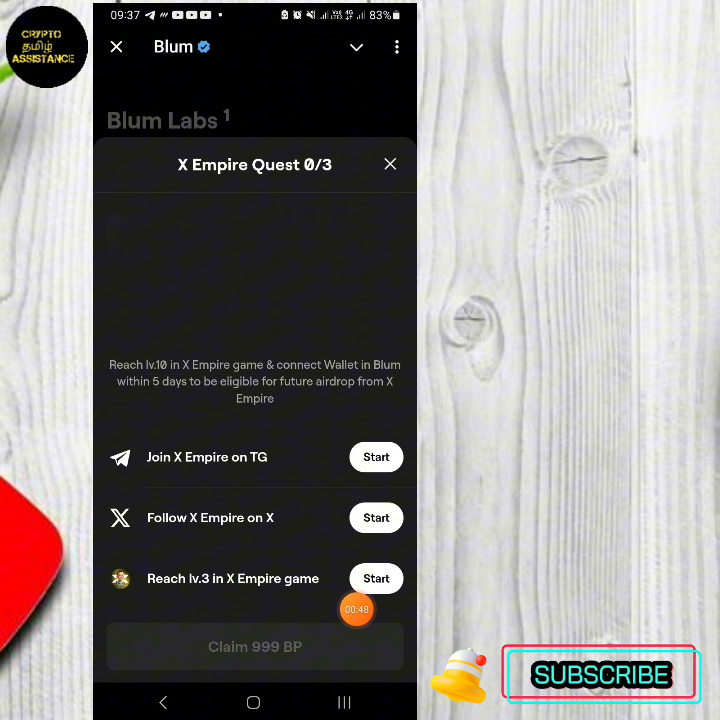 CRYPTO
தமிழ்
ASSISTANCE
09:37
83%
Blum
Blum Labs 1
X Empire Quest 0/3
Reach lv.10 in X Empire game & connect Wallet in Blum
within 5 days to be eligible for future airdrop from X
Empire
Join X Empire on TG
Start
Follow X Empire on X
Start
Reach lv.3 in X Empire game
Start
00:48
Claim 999 BP
SUBSCRIBE